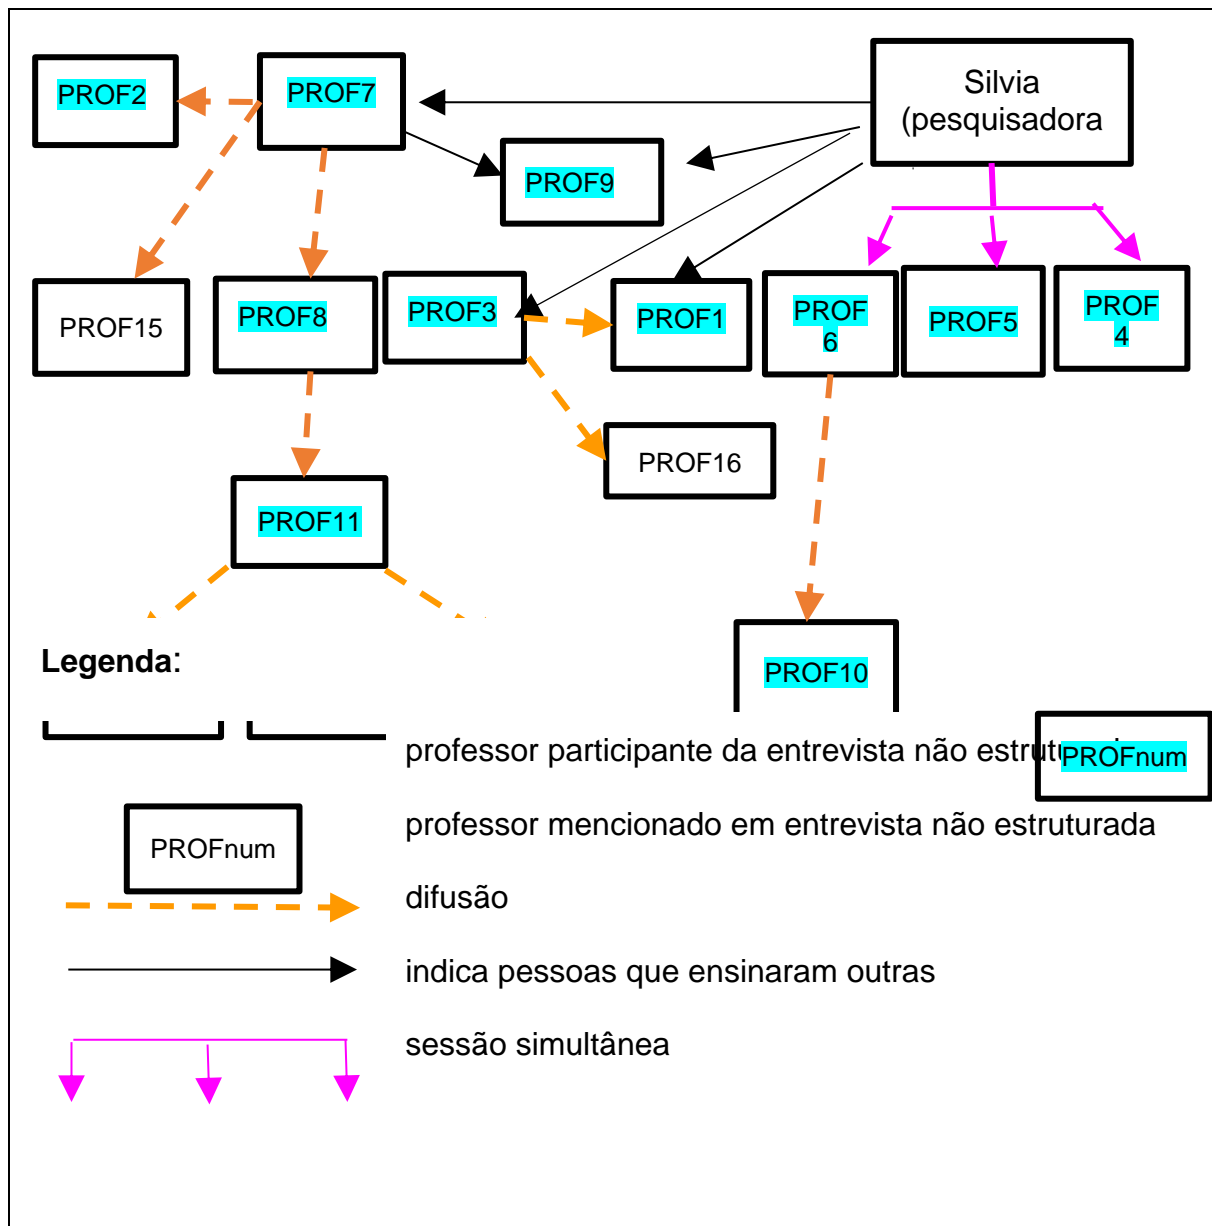 PROF2
PROF7
Silvia
(pesquisadora
PROF9
PROF15
PROF8
PROF3
PROF1
PROF
6
PROF5
PROF
4
PROF16
PROF11
PROF10
Legenda:
professor participante da entrevista não
PROFnum
professor mencionado em entrevista não estruturada
PROFnum
difusão
indica pessoas que ensinaram outras
sessão simultânea